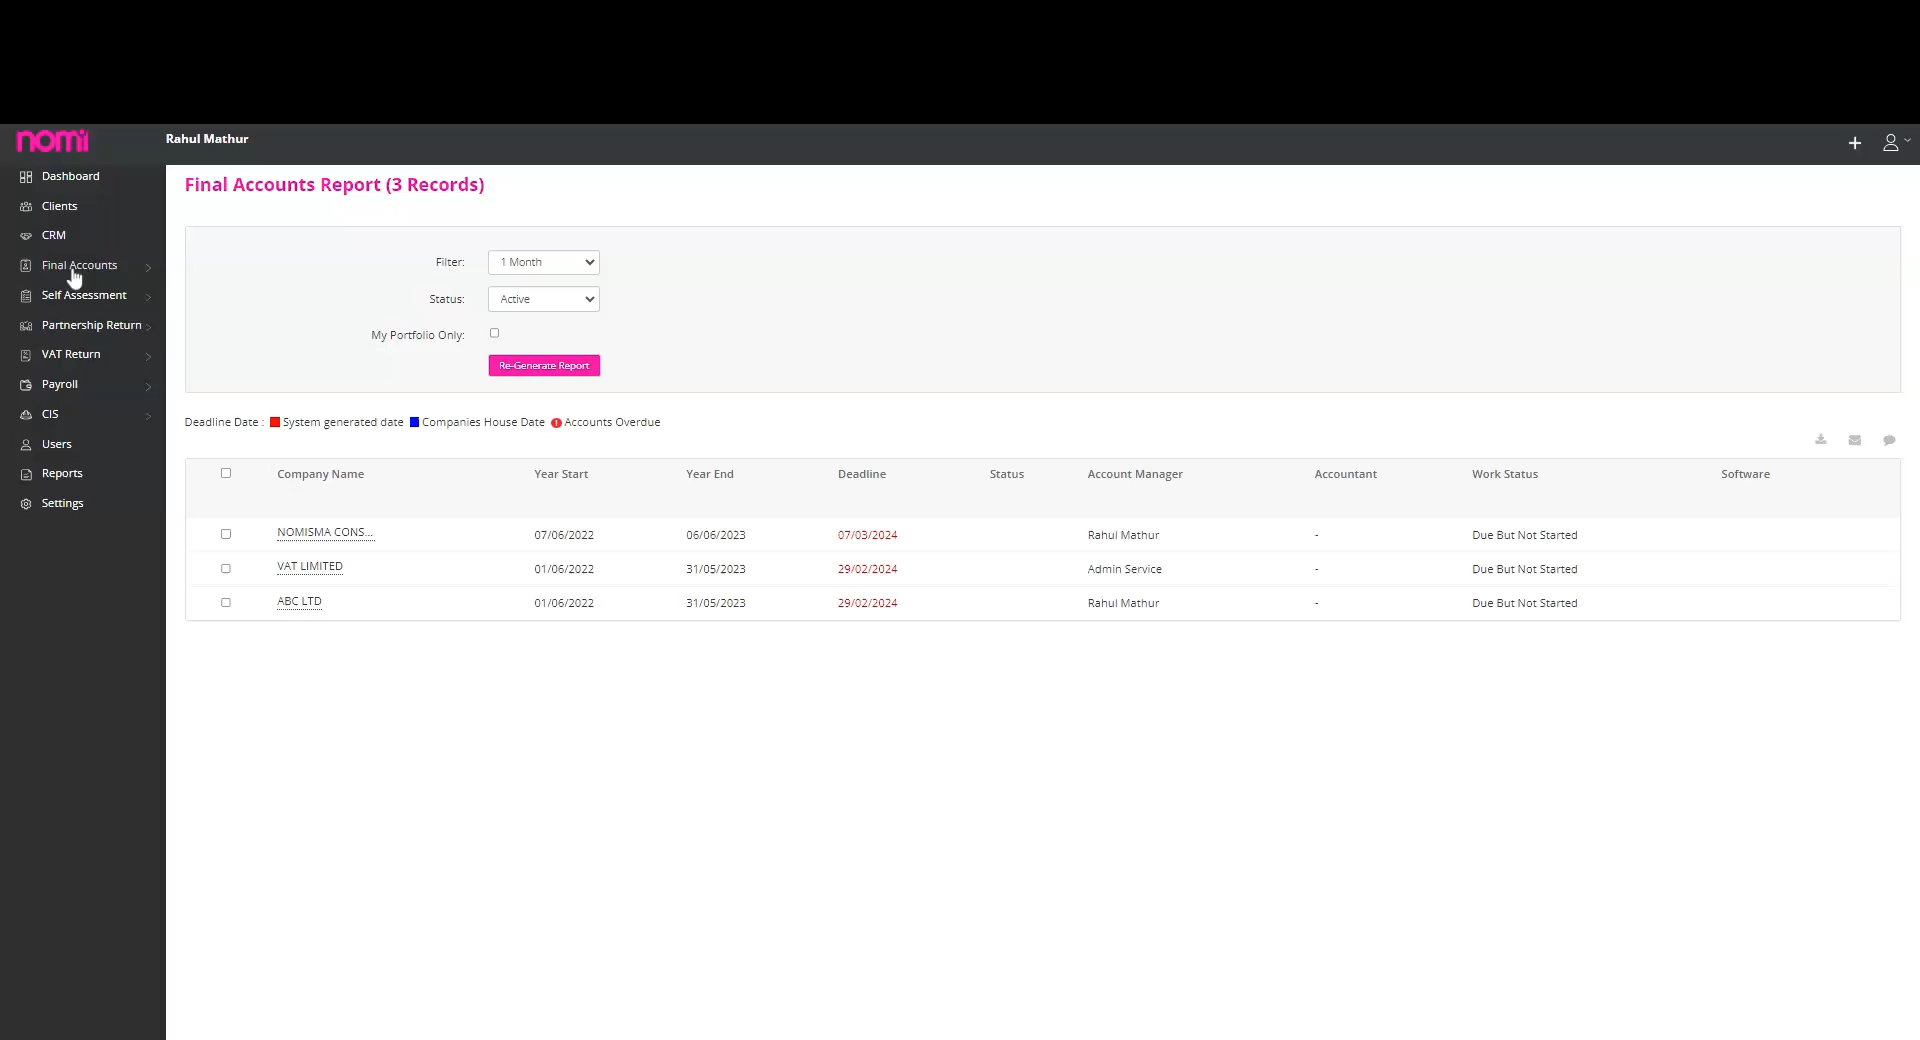 nomi
Rahul Mathur
Dashboard
Clients
CRM
Final Accounts
Self Assessment
Partnership Return
VAT Return
Payroll
CIS
Users
Reports
Settings
Final Accounts Report (3 Records)
Filter: 1 Month
Status: Active
My Portfolio Only:
Re-Generate Report
Deadline Date : System generated date Companies House Date Accounts Overdue
Company Name Year Start Year End Deadline Status Account Manager Accountant Work Status Software
NOMISMA CONS... 07/06/2022 06/06/2023 07/03/2024 Rahul Mathur - Due But Not Started
VAT LIMITED 01/06/2022 31/05/2023 29/02/2024 Admin Service - Due But Not Started
ABC LTD 01/06/2022 31/05/2023 29/02/2024 Rahul Mathur - Due But Not Started